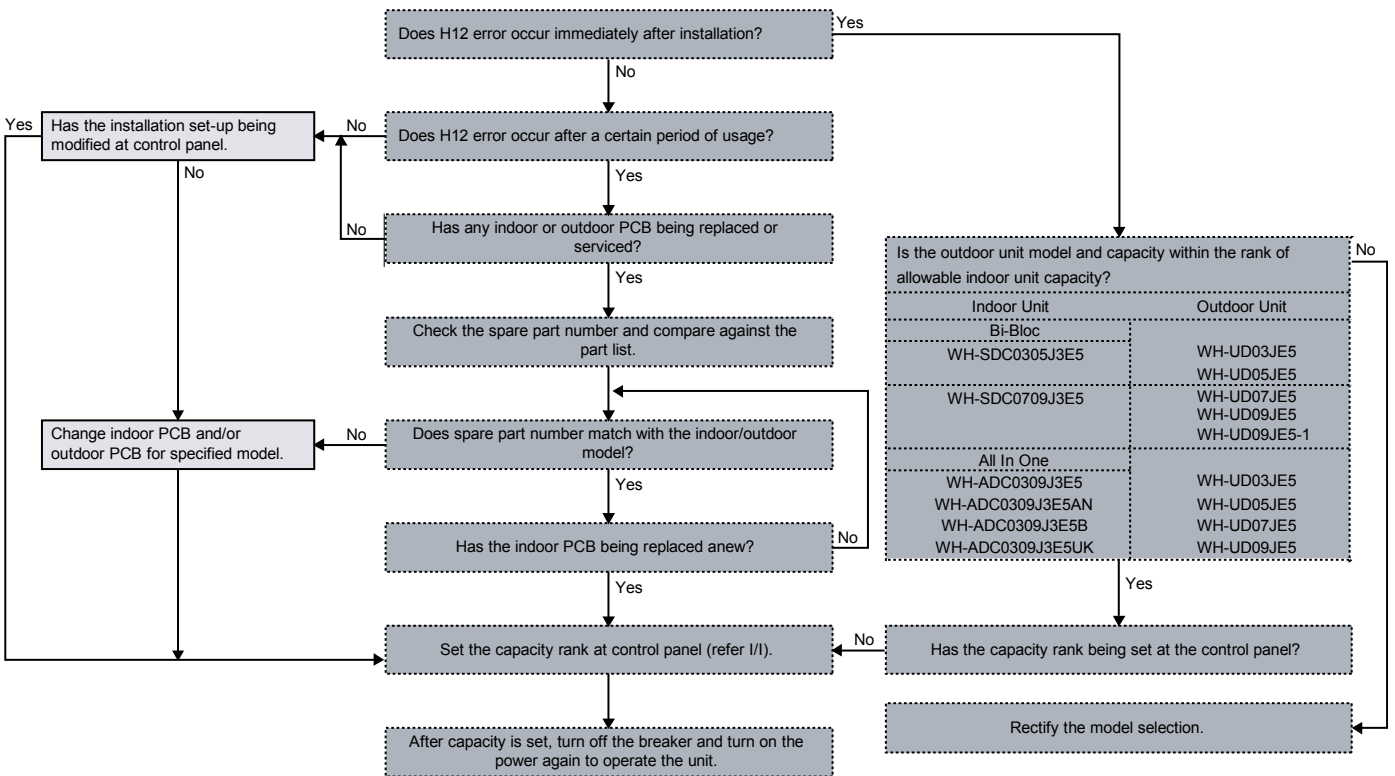 Does H12 error occur immediately after installation?
Yes
No
Yes
Has the installation set-up being
modified at control panel.
No
Does H12 error occur after a certain period of usage?
No
Yes
No
Has any indoor or outdoor PCB being replaced or
serviced?
Yes
Check the spare part number and compare against the
part list.
Change indoor PCB and/or
outdoor PCB for specified model.
No
Does spare part number match with the indoor/outdoor
model?
Yes
Has the indoor PCB being replaced anew?
No
Yes
Set the capacity rank at control panel (refer I/I).
After capacity is set, turn off the breaker and turn on the
power again to operate the unit.
Is the outdoor unit model and capacity within the rank of
allowable indoor unit capacity?
No
Indoor Unit Outdoor Unit
Bi-Bloc
WH-SDC0305J3E5 WH-UD03JE5
WH-UD05JE5
WH-SDC0709J3E5 WH-UD07JE5
WH-UD09JE5
WH-UD09JE5-1
All In One
WH-ADC0309J3E5 WH-UD03JE5
WH-ADC0309J3E5AN WH-UD05JE5
WH-ADC0309J3E5B WH-UD07JE5
WH-ADC0309J3E5UK WH-UD09JE5
Yes
No
Has the capacity rank being set at the control panel?
Rectify the model selection.